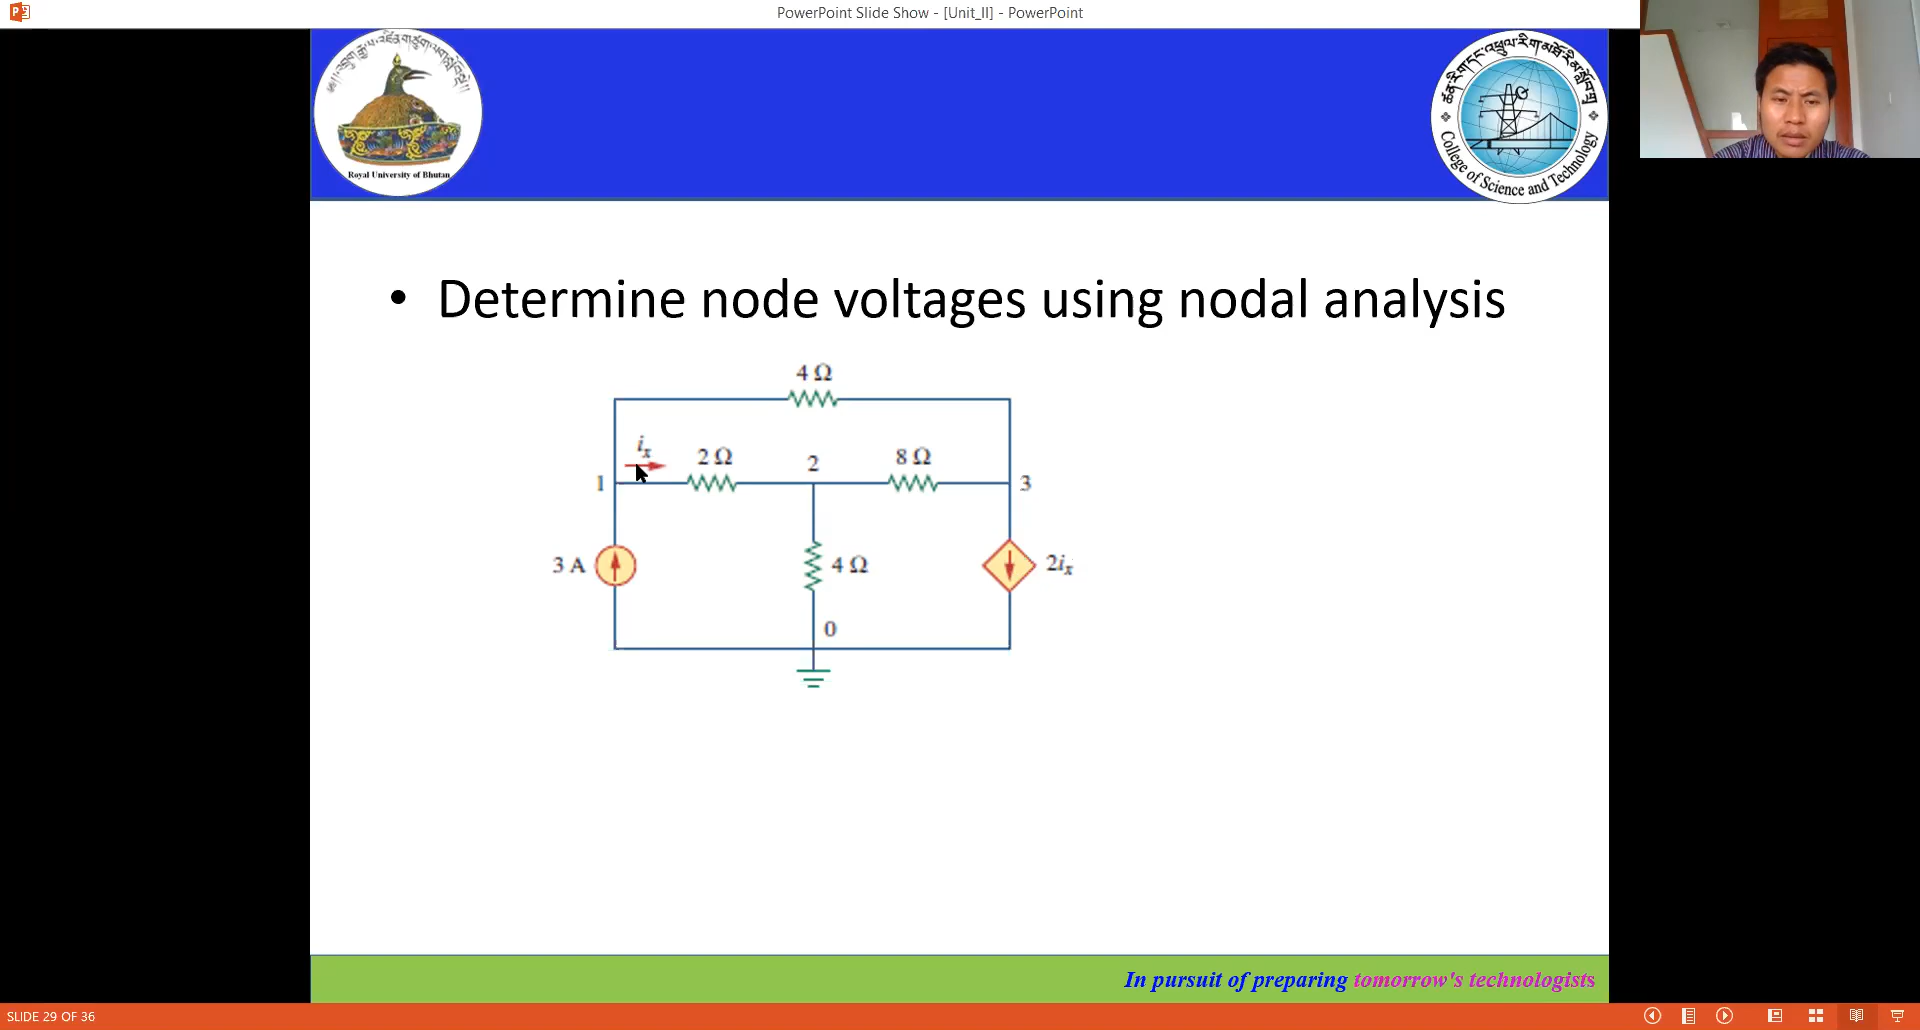 PowerPoint Slide Show - [Unit_II] - PowerPoint
Royal University of Bhutan
College of Science and Technology
• Determine node voltages using nodal analysis
4 Ω
iₓ
2 Ω
2
8 Ω
1
3
3 A
4 Ω
2iₓ
0
In pursuit of preparing tomorrow's technologists
SLIDE 29 OF 36